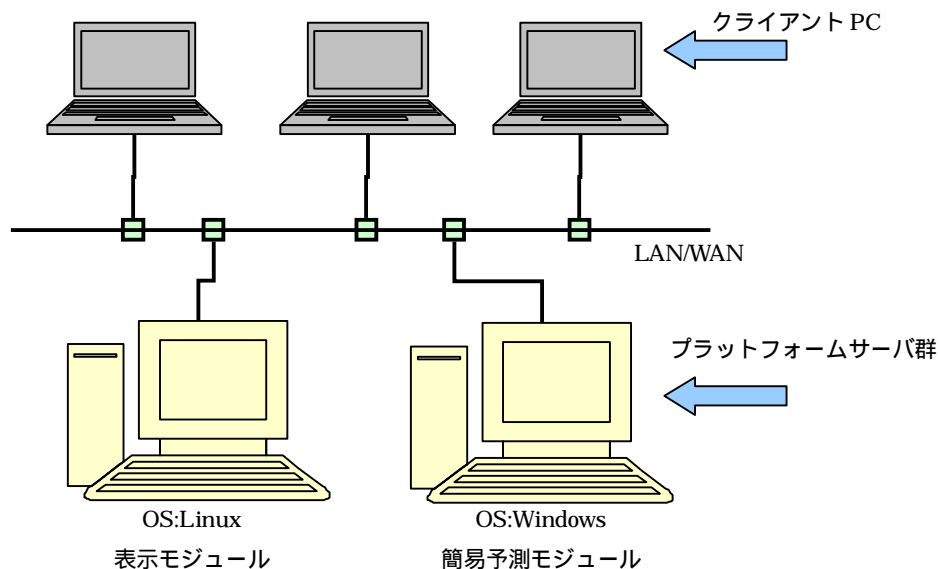 クライアント PC
LAN/WAN
プラットフォームサーバ群
OS:Linux
OS:Windows
表示モジュール
簡易予測モジュール